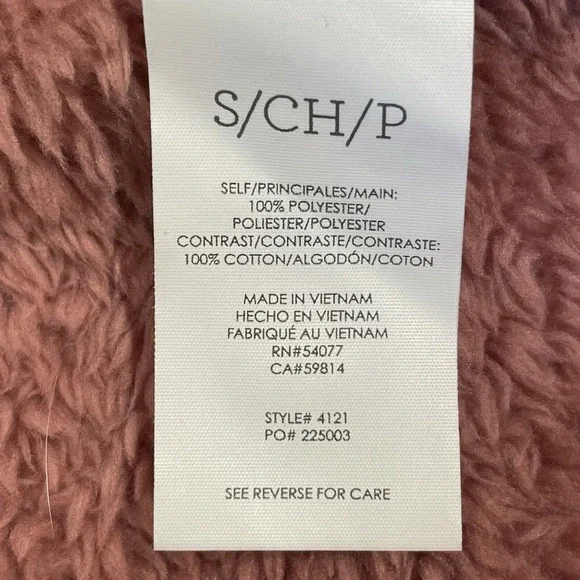 S/CH/P
SELF/PRINCIPALES/MAIN:
100% POLYESTER/
POLIESTER/POLYESTER
CONTRAST/CONTRASTE/CONTRASTE:
100% COTTON/ALGODÓN/COTON
MADE IN VIETNAM
HECHO EN VIETNAM
FABRIQUÉ AU VIETNAM
RN#54077
CA#59814
STYLE# 4121
PO# 225003
SEE REVERSE FOR CARE